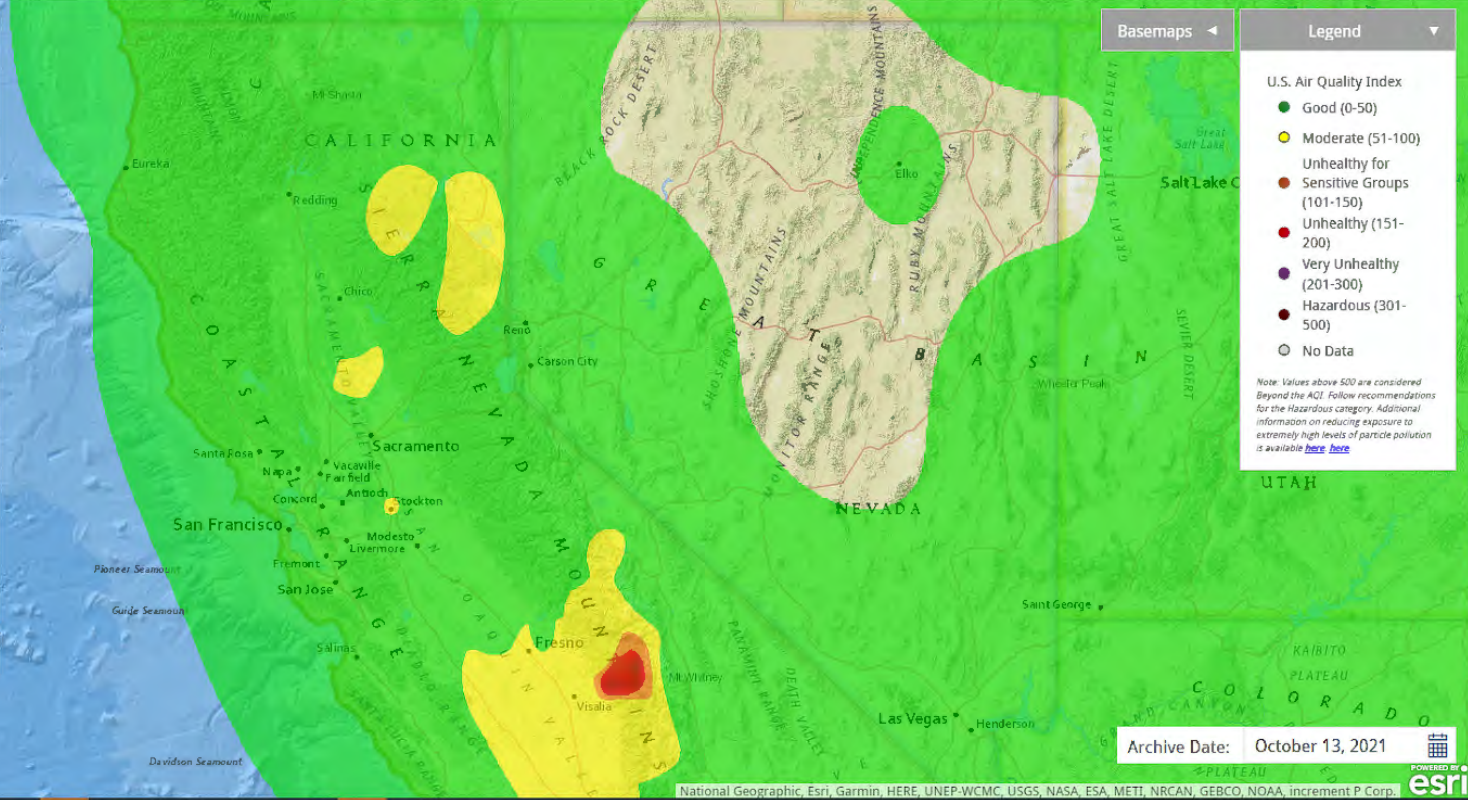 Basemaps
Legend
U.S. Air Quality Index
Good (0-50)
Moderate (51-100)
Unhealthy for
Sensitive Groups
(101-150)
Unhealthy (151-
200)
Very Unhealthy
(201-300)
Hazardous (301-
500)
No Data
Note: Values above 500 are considered
Beyond the AQI. Follow recommendations
for the Hazardous category. Additional
information on reducing exposure to
extremely high levels of particle pollution
is available here. here.
Mt Shasta
CALIFORNIA
Eureka
Redding
Chico
Reno
Carson City
SACRAMENTO VALLEY
COASTAL RANGES
SIERRA NEVADA
MOUNTAINS
BLACK ROCK DESERT
INDEPENDENCE MOUNTAINS
Elko
RUBY MOUNTAINS
SHOSHONE MOUNTAINS
MONITOR RANGE
GREAT BASIN
GREAT SALT LAKE DESERT
Great
Salt Lake
Salt Lake C
SEVIER DESERT
Wheeler Peak
UTAH
NEVADA
Sacramento
Santa Rosa
Napa
Vacaville
Fairfield
Concord
Antioch
Stockton
San Francisco
Modesto
Livermore
Fremont
San Jose
Salinas
Pioneer Seamount
Guide Seamount
Davidson Seamount
Fresno
Visalia
Mt Whitney
PANAMINT RANGE
DEATH VALLEY
Saint George
Las Vegas
Henderson
KAIBITO
PLATEAU
COLORADO
GRAND CANYON
PLATEAU
Archive Date: October 13, 2021
National Geographic, Esri, Garmin, HERE, UNEP-WCMC, USGS, NASA, ESA, METI, NRCAN, GEBCO, NOAA, increment P Corp.
POWERED BY
esri